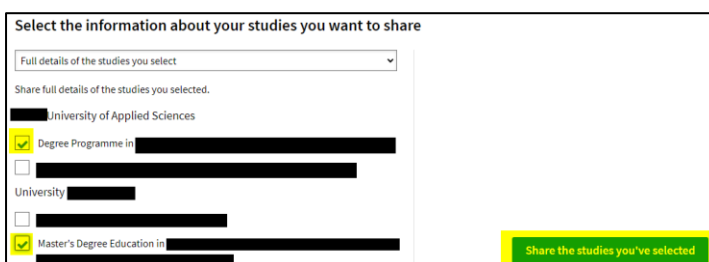 Select the information about your studies you want to share
Full details of the studies you select
Share full details of the studies you selected.
University of Applied Sciences
Degree Programme in
University
Master's Degree Education in
Share the studies you've selected